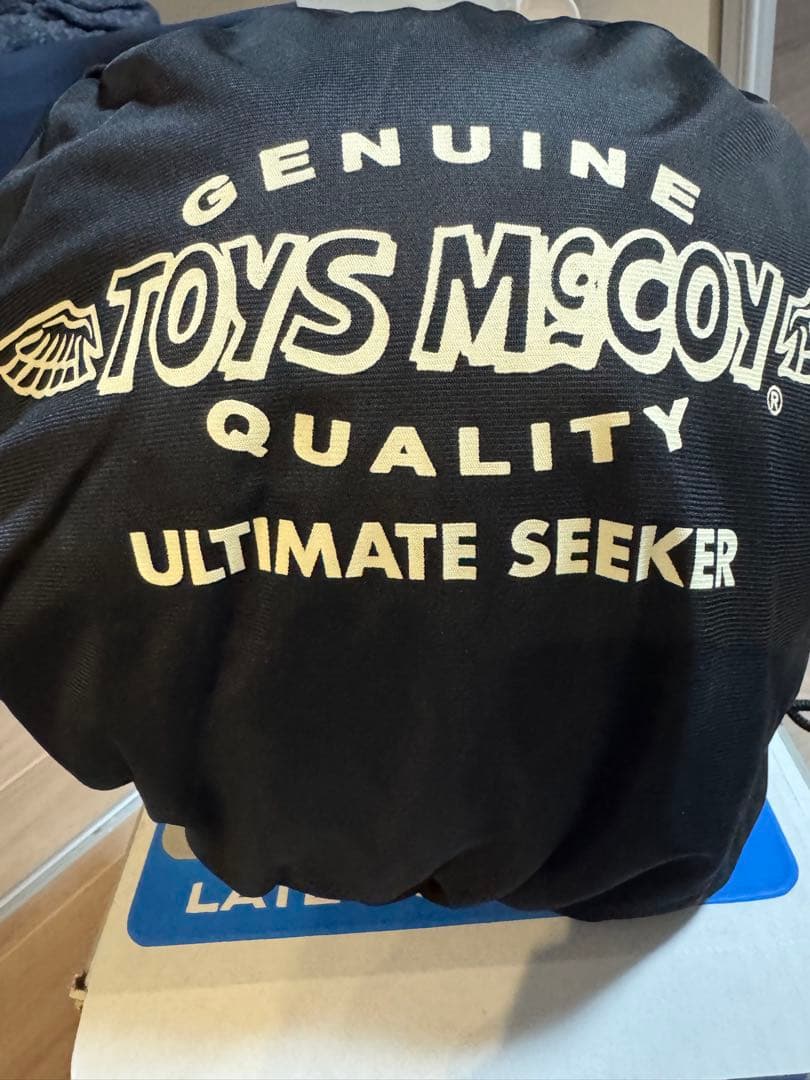 GENUINE
TOYS McCOY®
QUALITY
ULTIMATE SEEKER